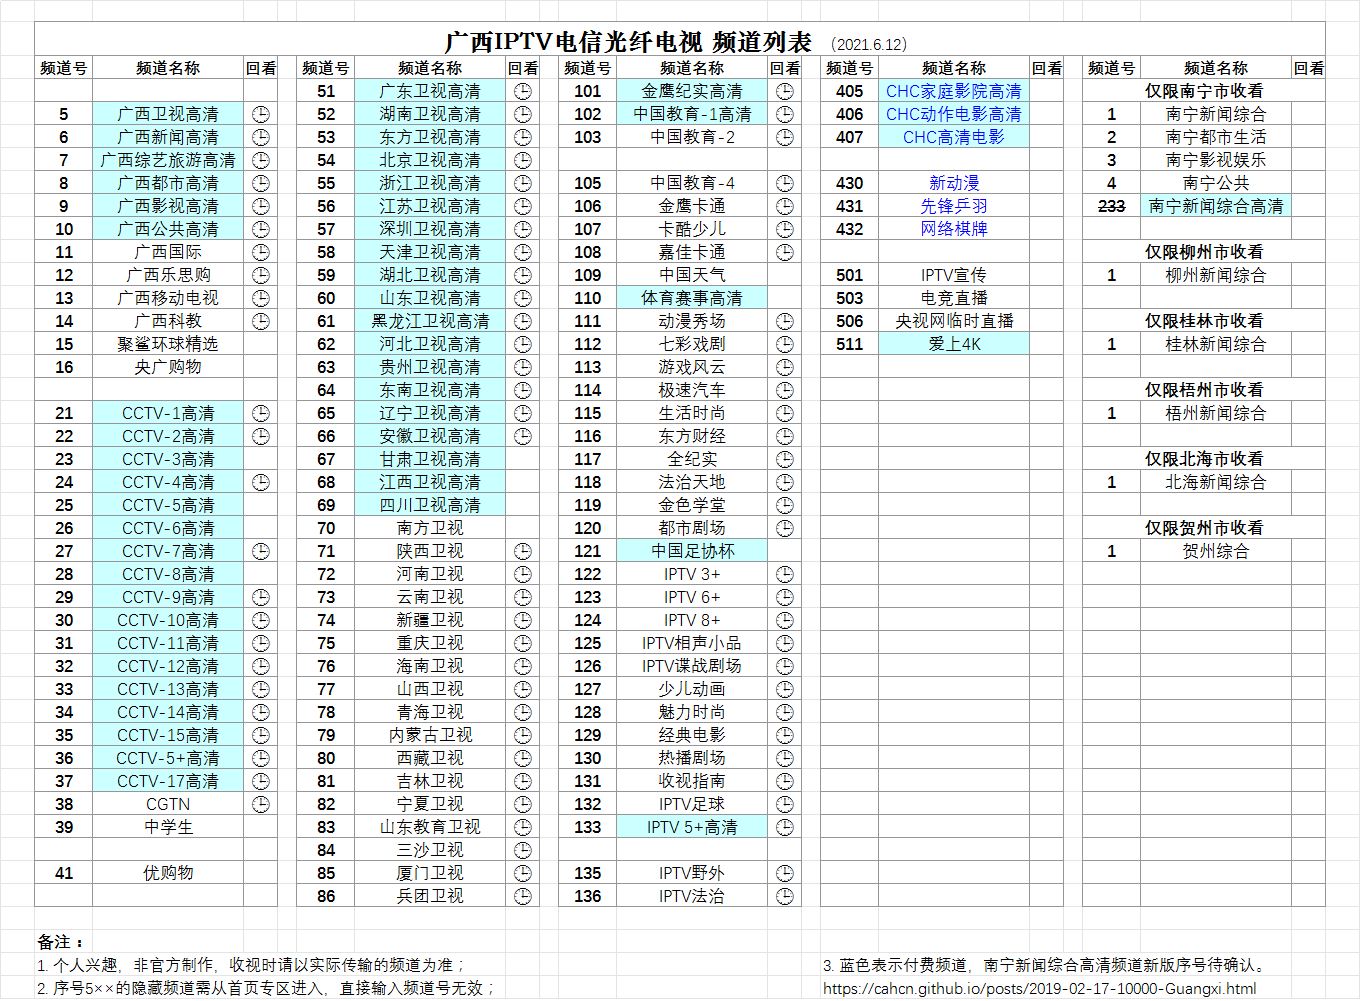 广西IPTV电信光纤电视 频道列表 （2021.6.12）
频道号 频道名称 回看 频道号 频道名称 回看 频道号 频道名称 回看 频道号 频道名称 回看 频道号 频道名称 回看
51 广东卫视高清 101 金鹰纪实高清 405 CHC家庭影院高清 仅限南宁市收看
5 广西卫视高清 52 湖南卫视高清 102 中国教育-1高清 406 CHC动作电影高清 1 南宁新闻综合
6 广西新闻高清 53 东方卫视高清 103 中国教育-2 407 CHC高清电影 2 南宁都市生活
7 广西综艺旅游高清 54 北京卫视高清 3 南宁影视娱乐
8 广西都市高清 55 浙江卫视高清 105 中国教育-4 430 新动漫 4 南宁公共
9 广西影视高清 56 江苏卫视高清 106 金鹰卡通 431 先锋乒羽 233 南宁新闻综合高清
10 广西公共高清 57 深圳卫视高清 107 卡酷少儿 432 网络棋牌
11 广西国际 58 天津卫视高清 108 嘉佳卡通 仅限柳州市收看
12 广西乐思购 59 湖北卫视高清 109 中国天气 501 IPTV宣传 1 柳州新闻综合
13 广西移动电视 60 山东卫视高清 110 体育赛事高清 503 电竞直播
14 广西科教 61 黑龙江卫视高清 111 动漫秀场 506 央视网临时直播 仅限桂林市收看
15 聚鲨环球精选 62 河北卫视高清 112 七彩戏剧 511 爱上4K 1 桂林新闻综合
16 央广购物 63 贵州卫视高清 113 游戏风云
64 东南卫视高清 114 极速汽车 仅限梧州市收看
21 CCTV-1高清 65 辽宁卫视高清 115 生活时尚 1 梧州新闻综合
22 CCTV-2高清 66 安徽卫视高清 116 东方财经
23 CCTV-3高清 67 甘肃卫视高清 117 全纪实 仅限北海市收看
24 CCTV-4高清 68 江西卫视高清 118 法治天地 1 北海新闻综合
25 CCTV-5高清 69 四川卫视高清 119 金色学堂
26 CCTV-6高清 70 南方卫视 120 都市剧场 仅限贺州市收看
27 CCTV-7高清 71 陕西卫视 121 中国足协杯 1 贺州综合
28 CCTV-8高清 72 河南卫视 122 IPTV 3+
29 CCTV-9高清 73 云南卫视 123 IPTV 6+
30 CCTV-10高清 74 新疆卫视 124 IPTV 8+
31 CCTV-11高清 75 重庆卫视 125 IPTV相声小品
32 CCTV-12高清 76 海南卫视 126 IPTV谍战剧场
33 CCTV-13高清 77 山西卫视 127 少儿动画
34 CCTV-14高清 78 青海卫视 128 魅力时尚
35 CCTV-15高清 79 内蒙古卫视 129 经典电影
36 CCTV-5+高清 80 西藏卫视 130 热播剧场
37 CCTV-17高清 81 吉林卫视 131 收视指南
38 CGTN 82 宁夏卫视 132 IPTV足球
39 中学生 83 山东教育卫视 133 IPTV 5+高清
84 三沙卫视
41 优购物 85 厦门卫视 135 IPTV野外
86 兵团卫视 136 IPTV法治
备注：
1. 个人兴趣，非官方制作，收视时请以实际传输的频道为准； 3. 蓝色表示付费频道，南宁新闻综合高清频道新版序号待确认。
2. 序号5××的隐藏频道需从首页专区进入，直接输入频道号无效； https://cahcn.github.io/posts/2019-02-17-10000-Guangxi.html